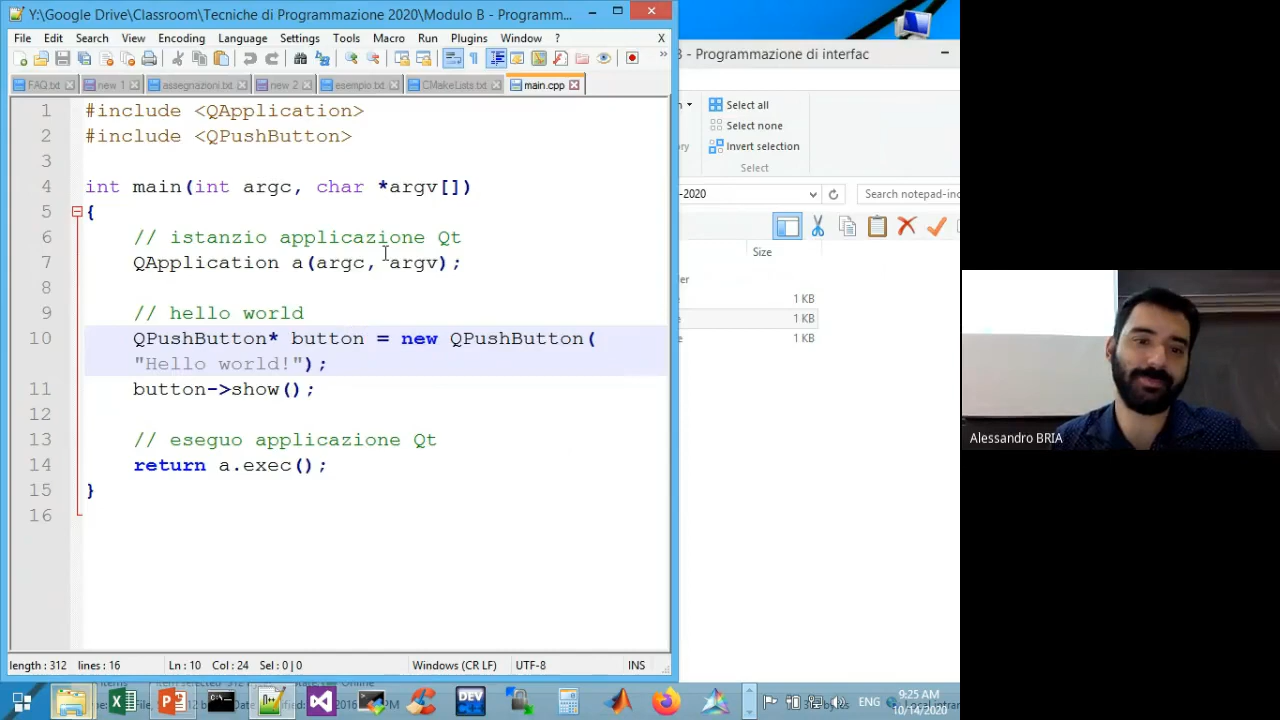 Y:\Google Drive\Classroom\Tecniche di Programmazione 2020\Modulo B - Programm...
File Edit Search View Encoding Language Settings Tools Macro Run Plugins Window ? X
FAQ.txt new 1 assegnazioni.txt new 2 esempio.txt CMakeLists.txt main.cpp
1 #include <QApplication>
2 #include <QPushButton>
3
4 int main(int argc, char *argv[])
5 {
6 // istanzio applicazione Qt
7 QApplication a(argc, argv);
8
9 // hello world
10 QPushButton* button = new QPushButton(
"Hello world!");
11 button->show();
12
13 // eseguo applicazione Qt
14 return a.exec();
15 }
16
length : 312 lines : 16 Ln : 10 Col : 24 Sel : 0 | 0 Windows (CR LF) UTF-8 INS
B - Programmazione di interfac
Select all
Select none
Invert selection
Select
-2020
Search notepad-in
Size
1 KB
1 KB
1 KB
Alessandro BRIA
DEV
ENG
9:25 AM
10/14/2020